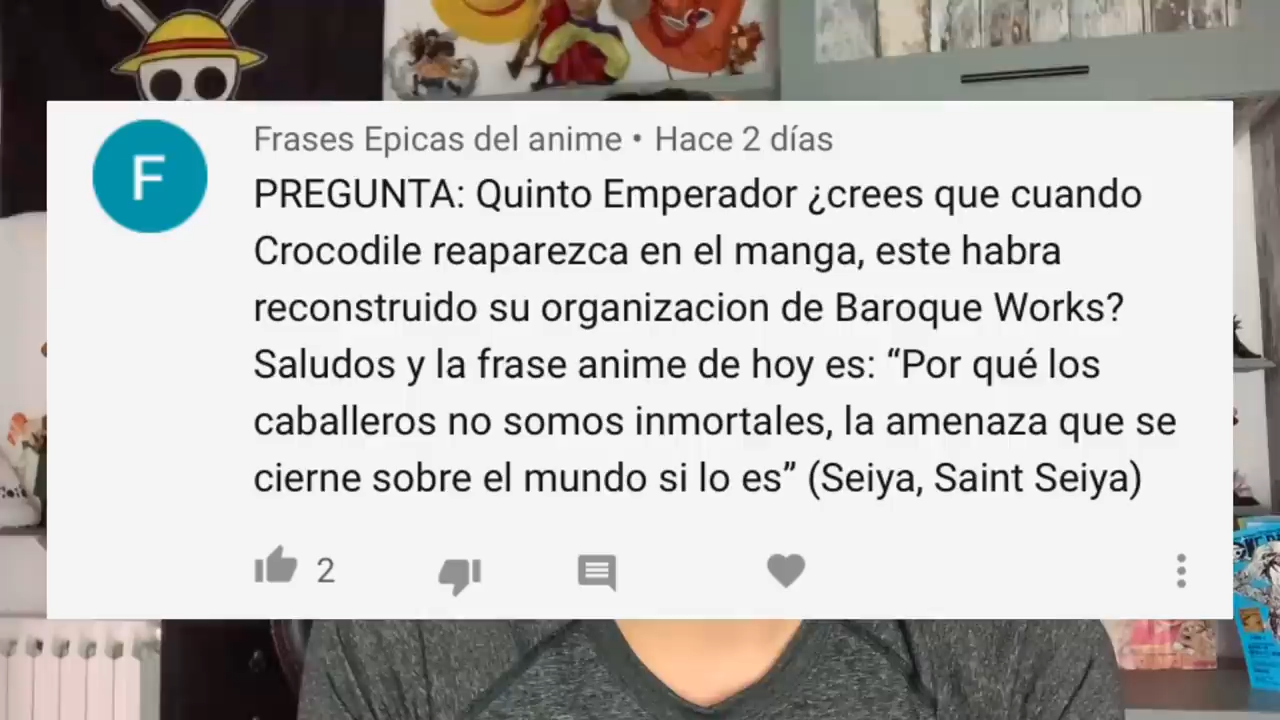 F
Frases Epicas del anime • Hace 2 días
PREGUNTA: Quinto Emperador ¿crees que cuando
Crocodile reaparezca en el manga, este habra
reconstruido su organizacion de Baroque Works?
Saludos y la frase anime de hoy es: “Por qué los
caballeros no somos inmortales, la amenaza que se
cierne sobre el mundo si lo es” (Seiya, Saint Seiya)
2